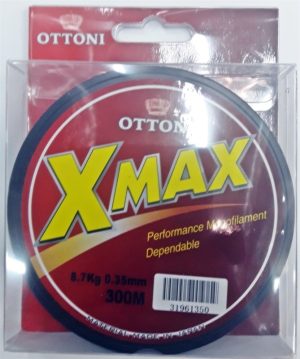 OTTONI
OTTONI
XMAX
Performance Monofilament
Dependable
8.7Kg 0.35mm
300M
31961350
MATERIAL MADE IN JAPAN